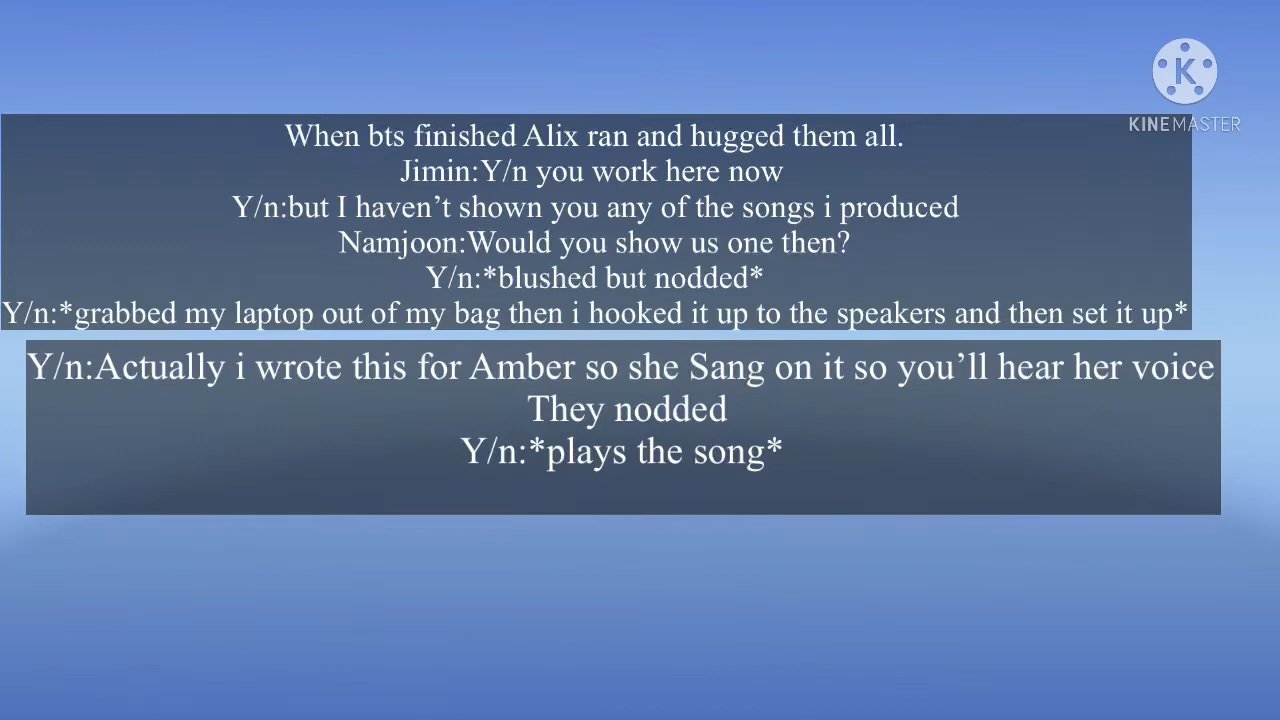 KINEMASTER
When bts finished Alix ran and hugged them all.
Jimin:Y/n you work here now
Y/n:but I haven’t shown you any of the songs i produced
Namjoon:Would you show us one then?
Y/n:*blushed but nodded*
Y/n:*grabbed my laptop out of my bag then i hooked it up to the speakers and then set it up*
Y/n:Actually i wrote this for Amber so she Sang on it so you’ll hear her voice
They nodded
Y/n:*plays the song*